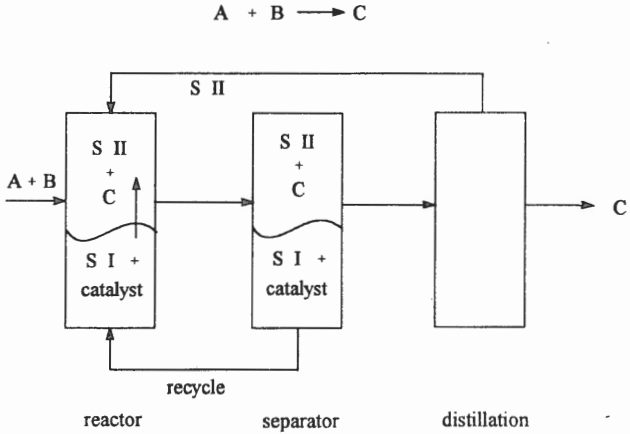 A + B → C
S II
A + B
S II
+
C
S I +
catalyst
S II
+
C
S I +
catalyst
C
recycle
reactor separator distillation